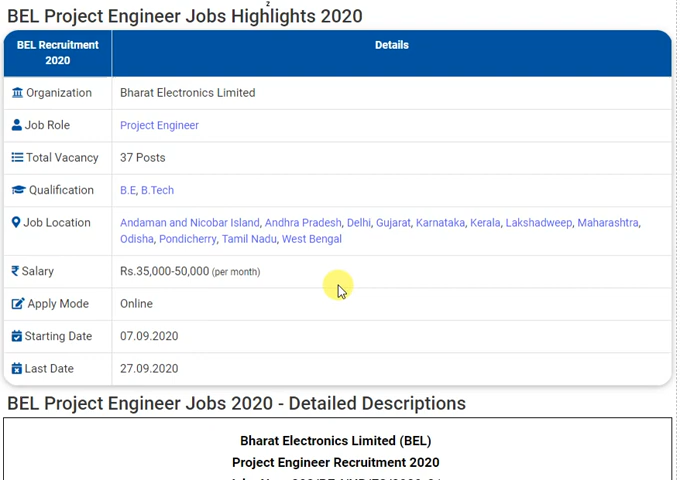 BEL Project Engineer Jobs Highlights 2020
BEL Recruitment 2020 Details
Organization Bharat Electronics Limited
Job Role Project Engineer
Total Vacancy 37 Posts
Qualification B.E, B.Tech
Job Location Andaman and Nicobar Island, Andhra Pradesh, Delhi, Gujarat, Karnataka, Kerala, Lakshadweep, Maharashtra,
Odisha, Pondicherry, Tamil Nadu, West Bengal
Salary Rs.35,000-50,000 (per month)
Apply Mode Online
Starting Date 07.09.2020
Last Date 27.09.2020
BEL Project Engineer Jobs 2020 - Detailed Descriptions
Bharat Electronics Limited (BEL)
Project Engineer Recruitment 2020